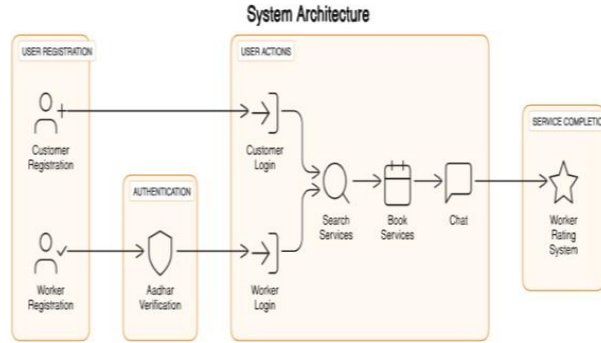 System Architecture
USER REGISTRATION
USER ACTIONS
Customer
Registration
Customer
Login
SERVICE COMPLETIO
AUTHENTICATION
Search
Services
Book
Services
Chat
Worker
Rating
System
Worker
Registration
Aadhar
Verification
Worker
Login